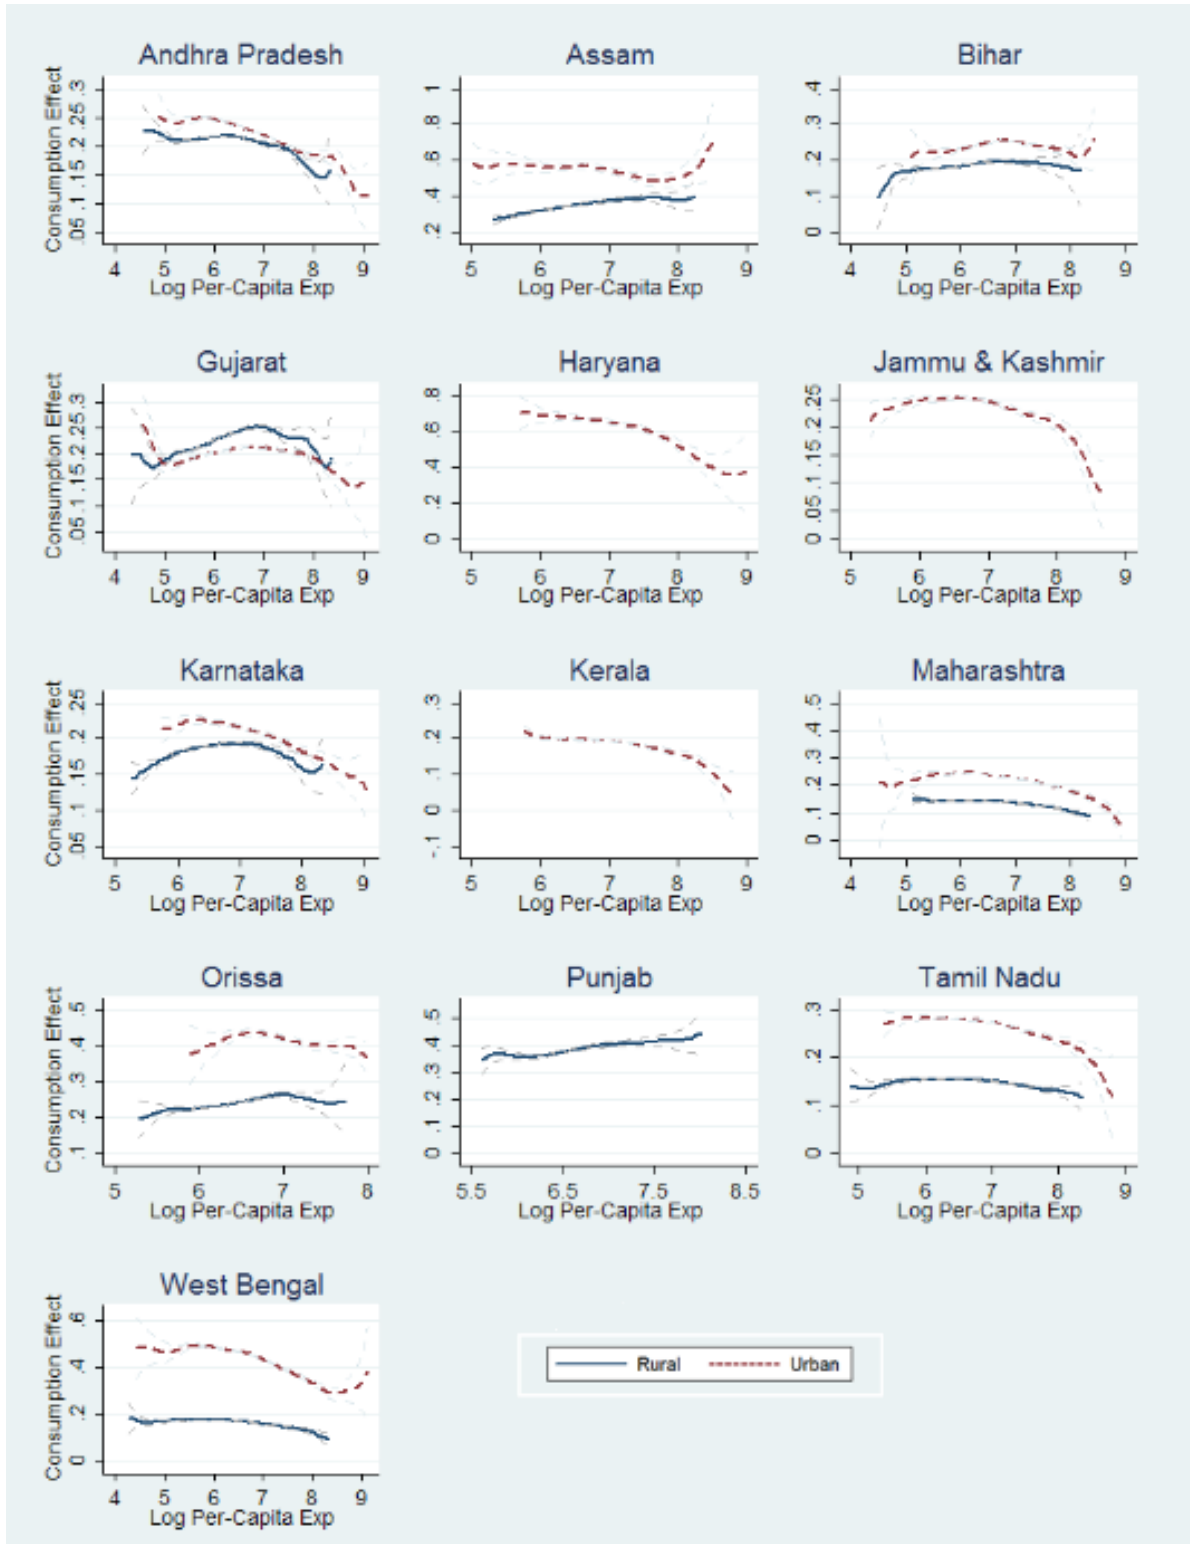 Andhra Pradesh Assam Bihar
Consumption Effect
.05 .1 .15 .2 .25 .3
.2 .4 .6 .8 1
0 .1 .2 .3 .4
4 5 6 7 8 9
5 6 7 8 9
4 5 6 7 8 9
Log Per-Capita Exp Log Per-Capita Exp Log Per-Capita Exp
Gujarat Haryana Jammu & Kashmir
Consumption Effect
.05 .1 .15 .2 .25 .3
0 .2 .4 .6 .8
0 .05 .1 .15 .2 .25
4 5 6 7 8 9
5 6 7 8 9
5 6 7 8 9
Log Per-Capita Exp Log Per-Capita Exp Log Per-Capita Exp
Karnataka Kerala Maharashtra
Consumption Effect
.05 .1 .15 .2 .25
-.1 0 .1 .2 .3
0 .1 .2 .3 .4 .5
5 6 7 8 9
5 6 7 8 9
4 5 6 7 8 9
Log Per-Capita Exp Log Per-Capita Exp Log Per-Capita Exp
Orissa Punjab Tamil Nadu
Consumption Effect
.1 .2 .3 .4 .5
0 .1 .2 .3 .4 .5
0 .1 .2 .3
5 6 7 8
5.5 6.5 7.5 8.5
5 6 7 8 9
Log Per-Capita Exp Log Per-Capita Exp Log Per-Capita Exp
West Bengal
Consumption Effect
0 .2 .4 .6
4 5 6 7 8 9
Log Per-Capita Exp
Rural Urban